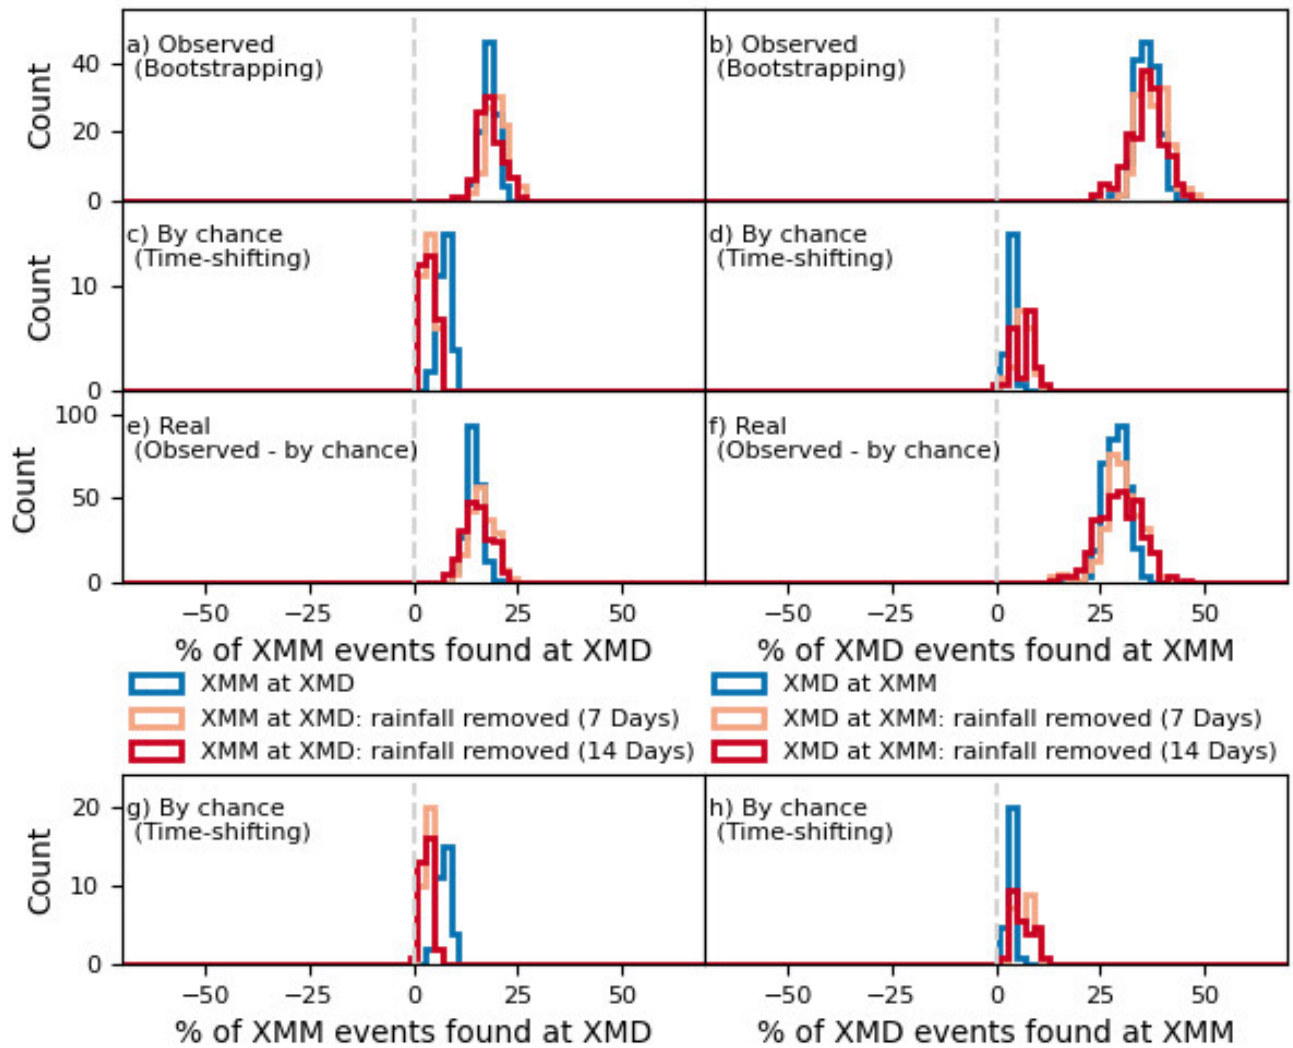 a) Observed
(Bootstrapping)
b) Observed
(Bootstrapping)
Count
40
20
0
c) By chance
(Time-shifting)
d) By chance
(Time-shifting)
Count
10
0
e) Real
(Observed - by chance)
f) Real
(Observed - by chance)
Count
100
50
0
−50 −25 0 25 50
−50 −25 0 25 50
% of XMM events found at XMD
% of XMD events found at XMM
XMM at XMD
XMM at XMD: rainfall removed (7 Days)
XMM at XMD: rainfall removed (14 Days)
XMD at XMM
XMD at XMM: rainfall removed (7 Days)
XMD at XMM: rainfall removed (14 Days)
g) By chance
(Time-shifting)
h) By chance
(Time-shifting)
Count
20
10
0
−50 −25 0 25 50
−50 −25 0 25 50
% of XMM events found at XMD
% of XMD events found at XMM